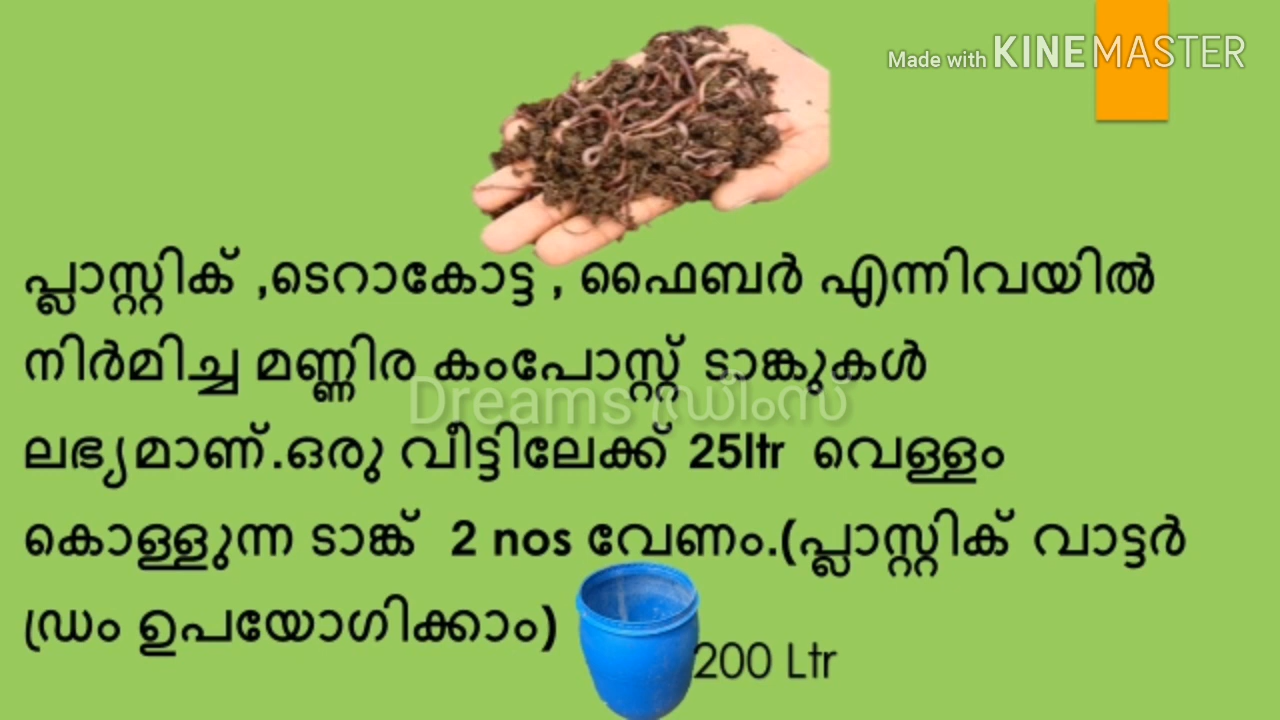 Made with KINEMASTER
പ്ലാസ്റ്റിക് ,ടെറാകോട്ട , ഫൈബർ എന്നിവയിൽ
നിർമിച്ച മണ്ണിര കംപോസ്റ്റ് ടാങ്കുകൾ
Dreams ഡ്രീംസ്
ലഭ്യമാണ്.ഒരു വീട്ടിലേക്ക് 25ltr വെള്ളം
കൊള്ളുന്ന ടാങ്ക് 2 nos വേണം.(പ്ലാസ്റ്റിക് വാട്ടർ
ഡ്രം ഉപയോഗിക്കാം)
200 Ltr